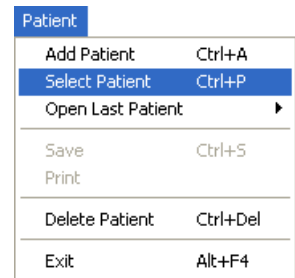 Patient
Add Patient Ctrl+A
Select Patient Ctrl+P
Open Last Patient
Save Ctrl+S
Print
Delete Patient Ctrl+Del
Exit Alt+F4